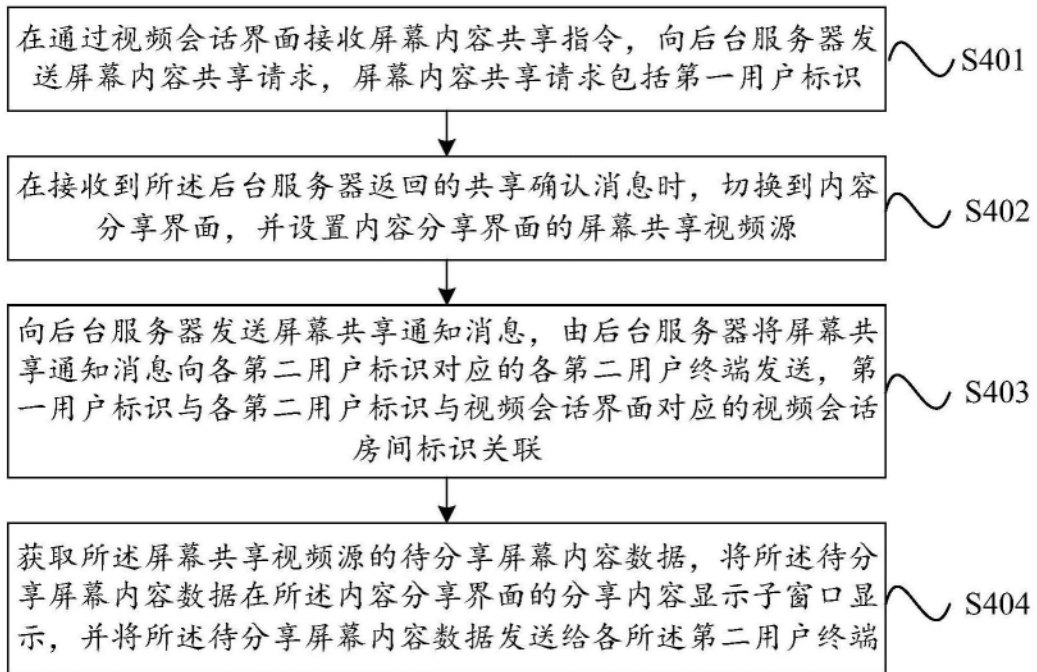 在通过视频会话界面接收屏幕内容共享指令，向后台服务器发
送屏幕内容共享请求，屏幕内容共享请求包括第一用户标识
S401
在接收到所述后台服务器返回的共享确认消息时，切换到内容
分享界面，并设置内容分享界面的屏幕共享视频源
S402
向后台服务器发送屏幕共享通知消息，由后台服务器将屏幕共
享通知消息向各第二用户标识对应的各第二用户终端发送，第
一用户标识与各第二用户标识与视频会话界面对应的视频会话
房间标识关联
S403
获取所述屏幕共享视频源的待分享屏幕内容数据，将所述待分
享屏幕内容数据在所述内容分享界面的分享内容显示子窗口显
示，并将所述待分享屏幕内容数据发送给各所述第二用户终端
S404